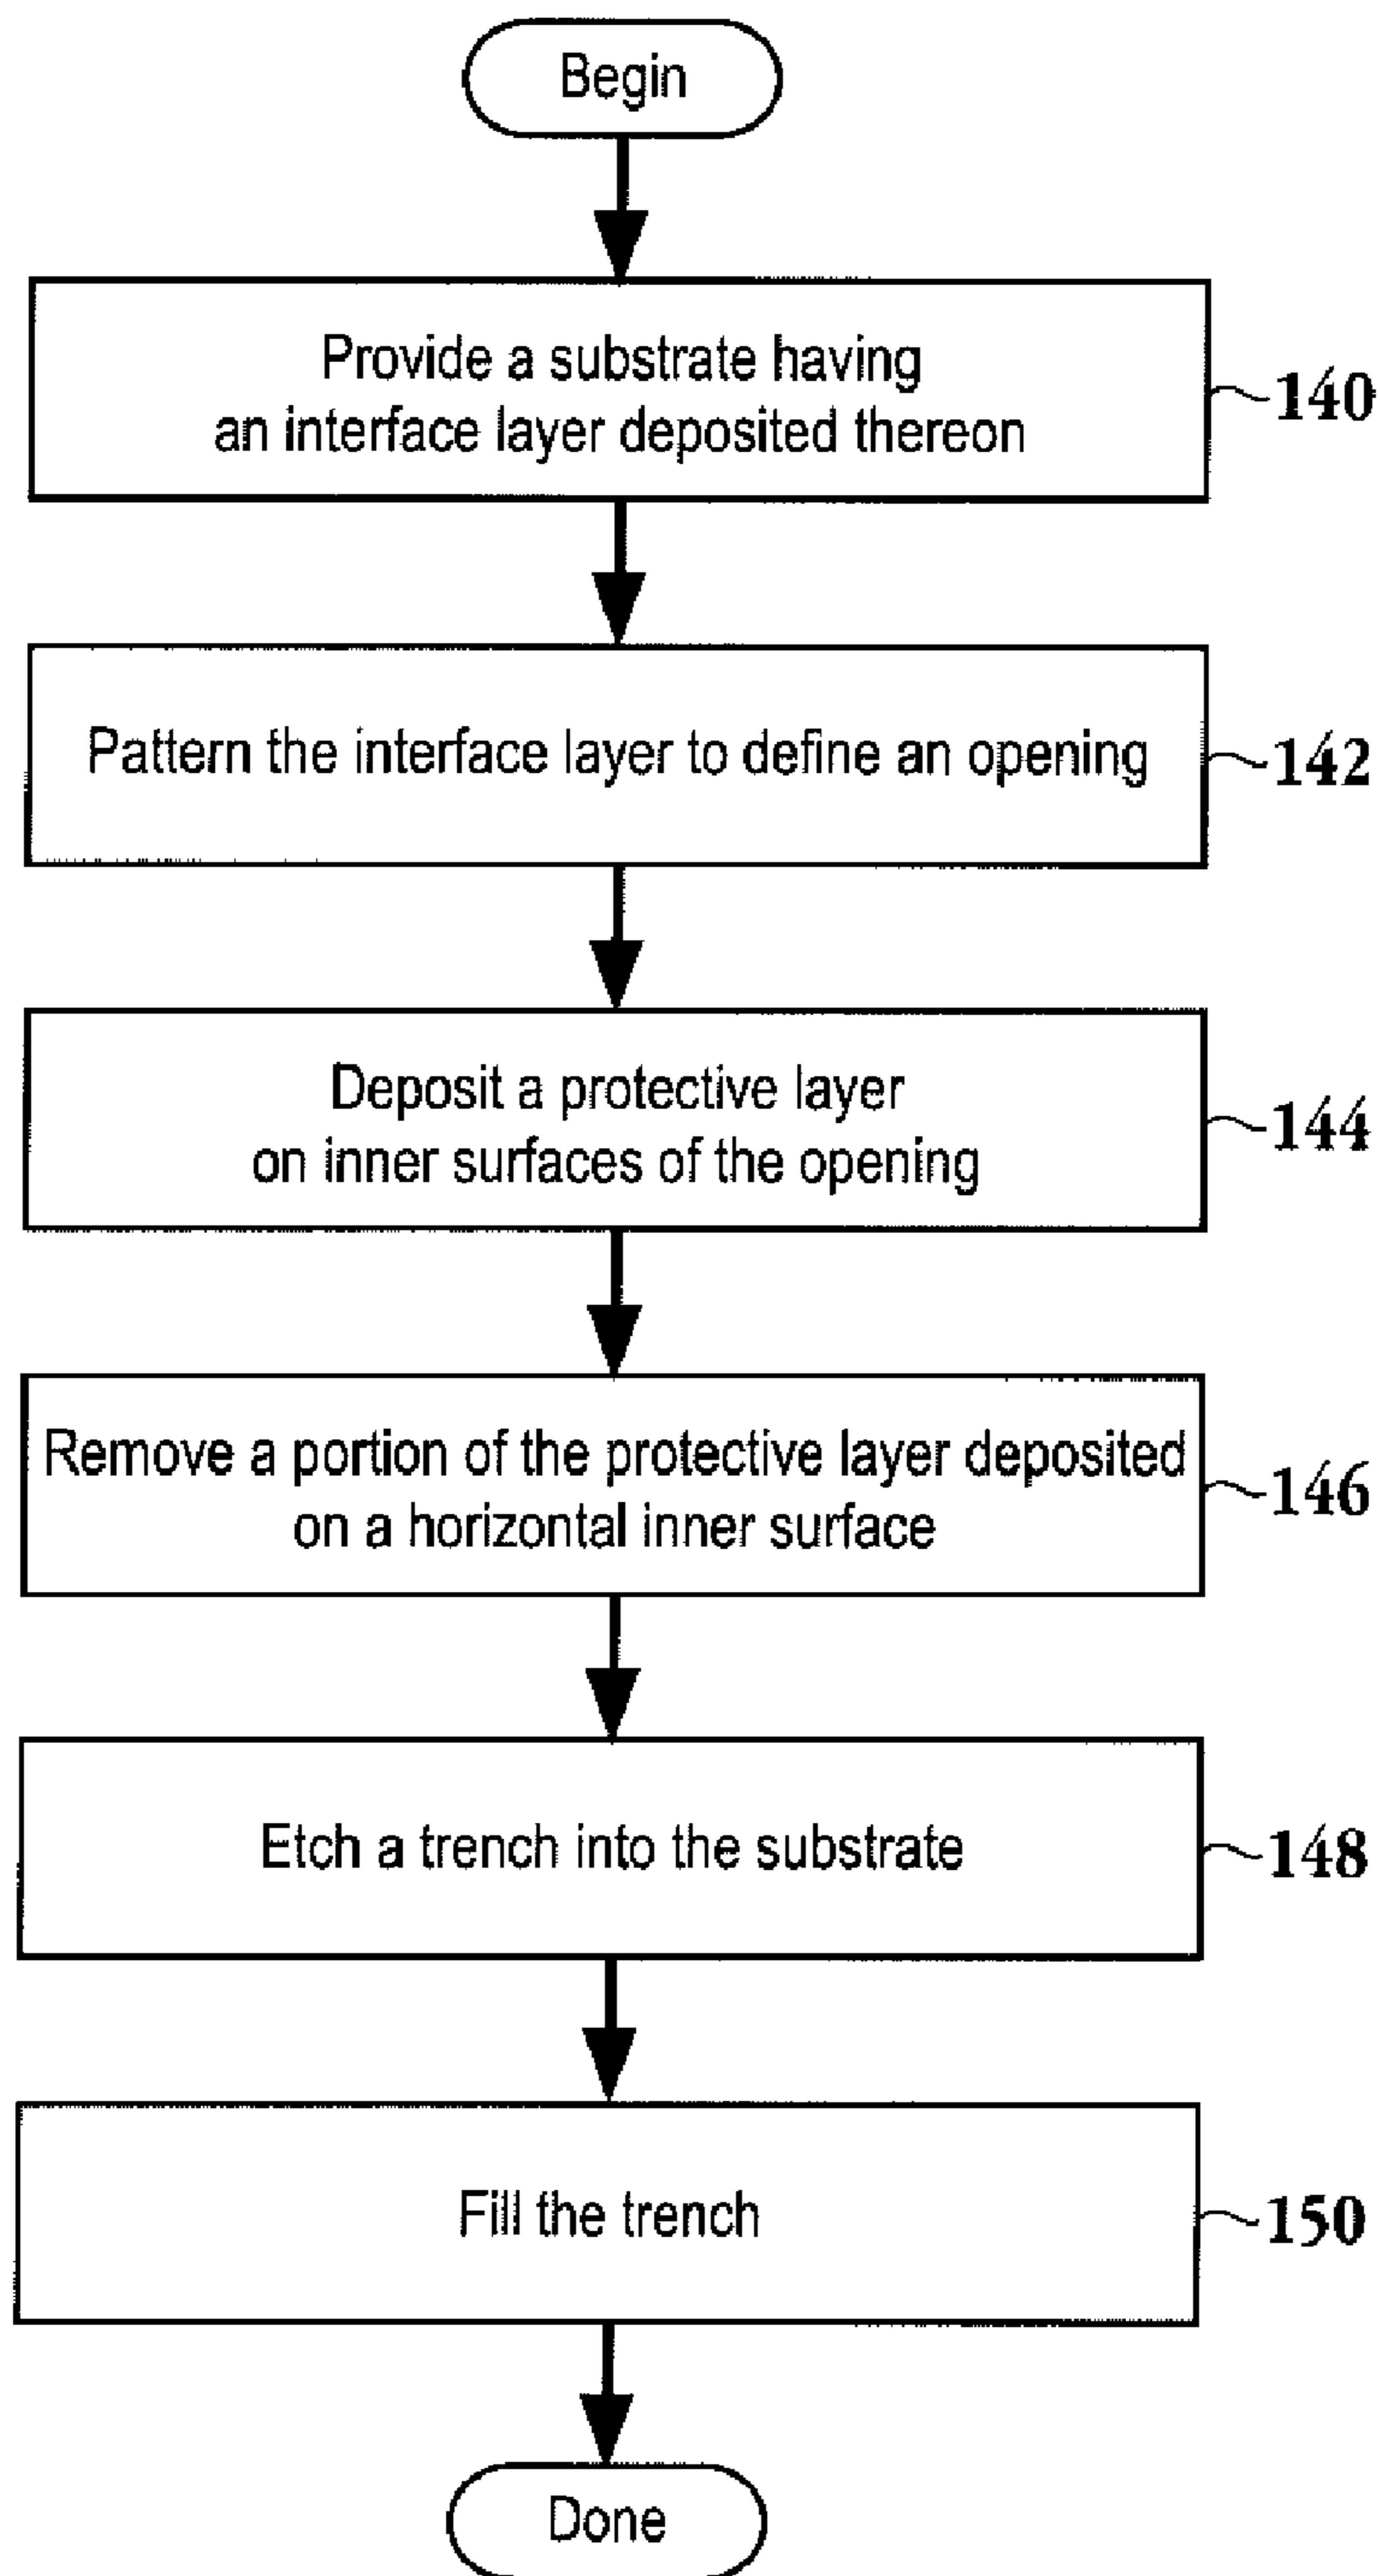 Begin
Provide a substrate having
an interface layer deposited thereon
140
Pattern the interface layer to define an opening
142
Deposit a protective layer
on inner surfaces of the opening
144
Remove a portion of the protective layer deposited
on a horizontal inner surface
146
Etch a trench into the substrate
148
Fill the trench
150
Done